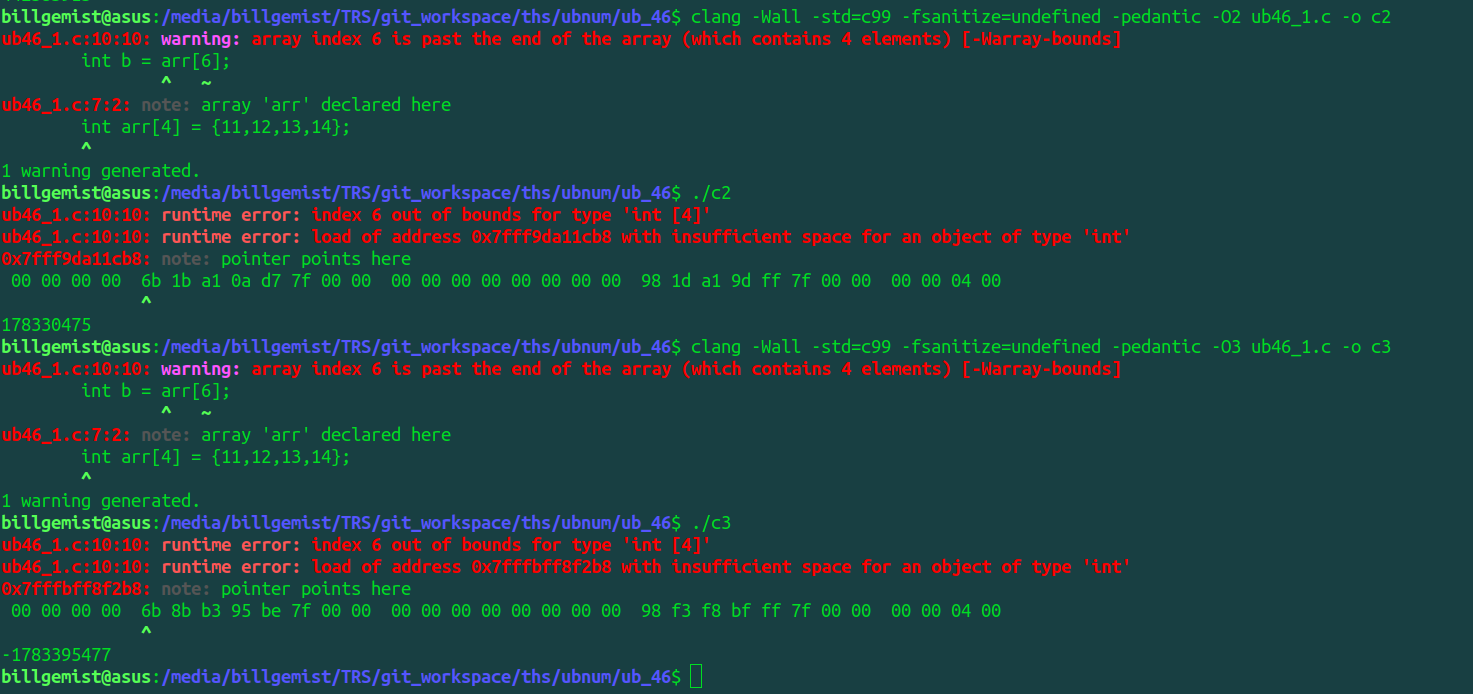 billgemist@asus:/media/billgemist/TRS/git_workspace/ths/ubnum/ub_46$ clang -Wall -std=c99 -fsanitize=undefined -pedantic -O2 ub46_1.c -o c2
ub46_1.c:10:10: warning: array index 6 is past the end of the array (which contains 4 elements) [-Warray-bounds]
        int b = arr[6];
                ^   ~
ub46_1.c:7:2: note: array 'arr' declared here
        int arr[4] = {11,12,13,14};
        ^
1 warning generated.
billgemist@asus:/media/billgemist/TRS/git_workspace/ths/ubnum/ub_46$ ./c2
ub46_1.c:10:10: runtime error: index 6 out of bounds for type 'int [4]'
ub46_1.c:10:10: runtime error: load of address 0x7fff9da11cb8 with insufficient space for an object of type 'int'
0x7fff9da11cb8: note: pointer points here
 00 00 00 00  6b 1b a1 0a d7 7f 00 00  00 00 00 00 00 00 00 00  98 1d a1 9d ff 7f 00 00  00 00 04 00
              ^
178330475
billgemist@asus:/media/billgemist/TRS/git_workspace/ths/ubnum/ub_46$ clang -Wall -std=c99 -fsanitize=undefined -pedantic -O3 ub46_1.c -o c3
ub46_1.c:10:10: warning: array index 6 is past the end of the array (which contains 4 elements) [-Warray-bounds]
        int b = arr[6];
                ^   ~
ub46_1.c:7:2: note: array 'arr' declared here
        int arr[4] = {11,12,13,14};
        ^
1 warning generated.
billgemist@asus:/media/billgemist/TRS/git_workspace/ths/ubnum/ub_46$ ./c3
ub46_1.c:10:10: runtime error: index 6 out of bounds for type 'int [4]'
ub46_1.c:10:10: runtime error: load of address 0x7fffbff8f2b8 with insufficient space for an object of type 'int'
0x7fffbff8f2b8: note: pointer points here
 00 00 00 00  6b 8b b3 95 be 7f 00 00  00 00 00 00 00 00 00 00  98 f3 f8 bf ff 7f 00 00  00 00 04 00
              ^
-1783395477
billgemist@asus:/media/billgemist/TRS/git_workspace/ths/ubnum/ub_46$